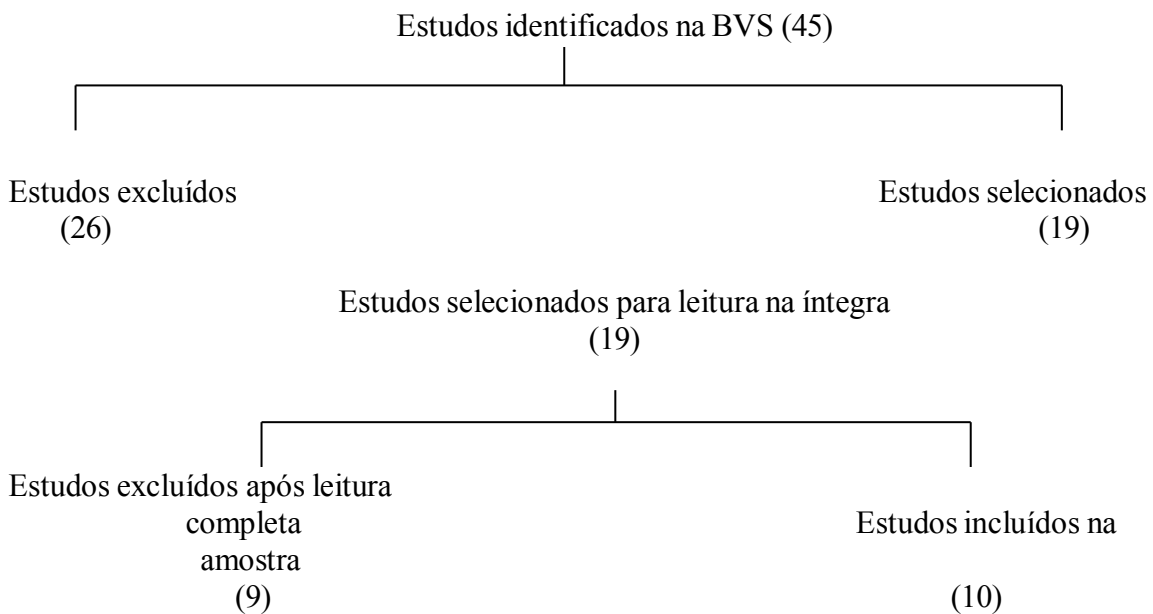 Estudos identificados na BVS (45)
Estudos excluídos
(26)
Estudos selecionados
(19)
Estudos selecionados para leitura na íntegra
(19)
Estudos excluídos após leitura
completa
amostra
(9)
Estudos incluídos na
(10)